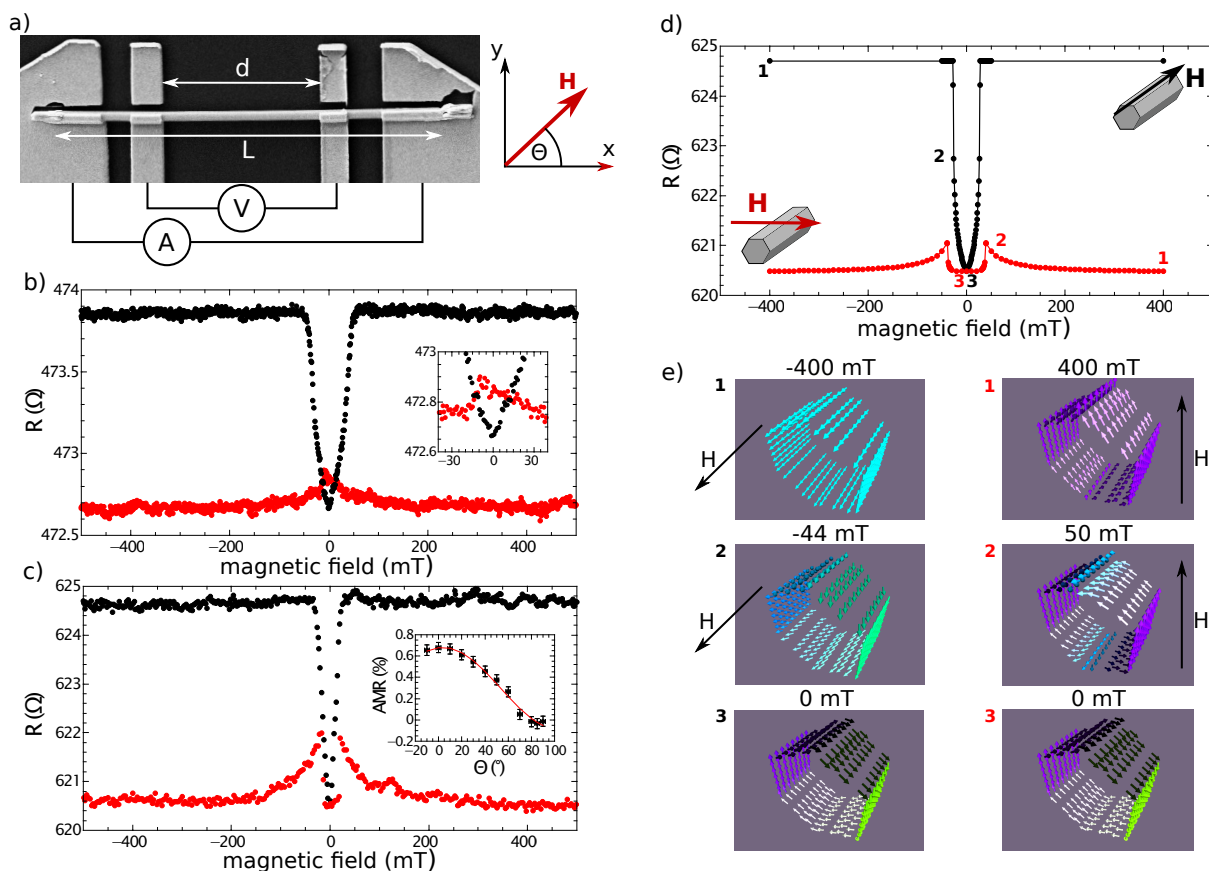 a)
d
L
V
A
y
H
Θ
x
b)
474
473.5
473
472.5
R (Ω)
−400 −200 0 200 400
magnetic field (mT)
473
472.8
472.6
−30 0 30
c)
625
624
623
622
621
620
R (Ω)
−400 −200 0 200 400
magnetic field (mT)
0.8
0.6
0.4
0.2
0
−0.2
AMR (%)
−20 0 20 40 60 80 100
Θ (°)
d)
625
624
623
622
621
620
R (Ω)
1
2
H
H
2
1
3 3
−400 −200 0 200 400
magnetic field (mT)
e)
1 -400 mT
H
1 400 mT
H
2 -44 mT
H
2 50 mT
H
3 0 mT
3 0 mT